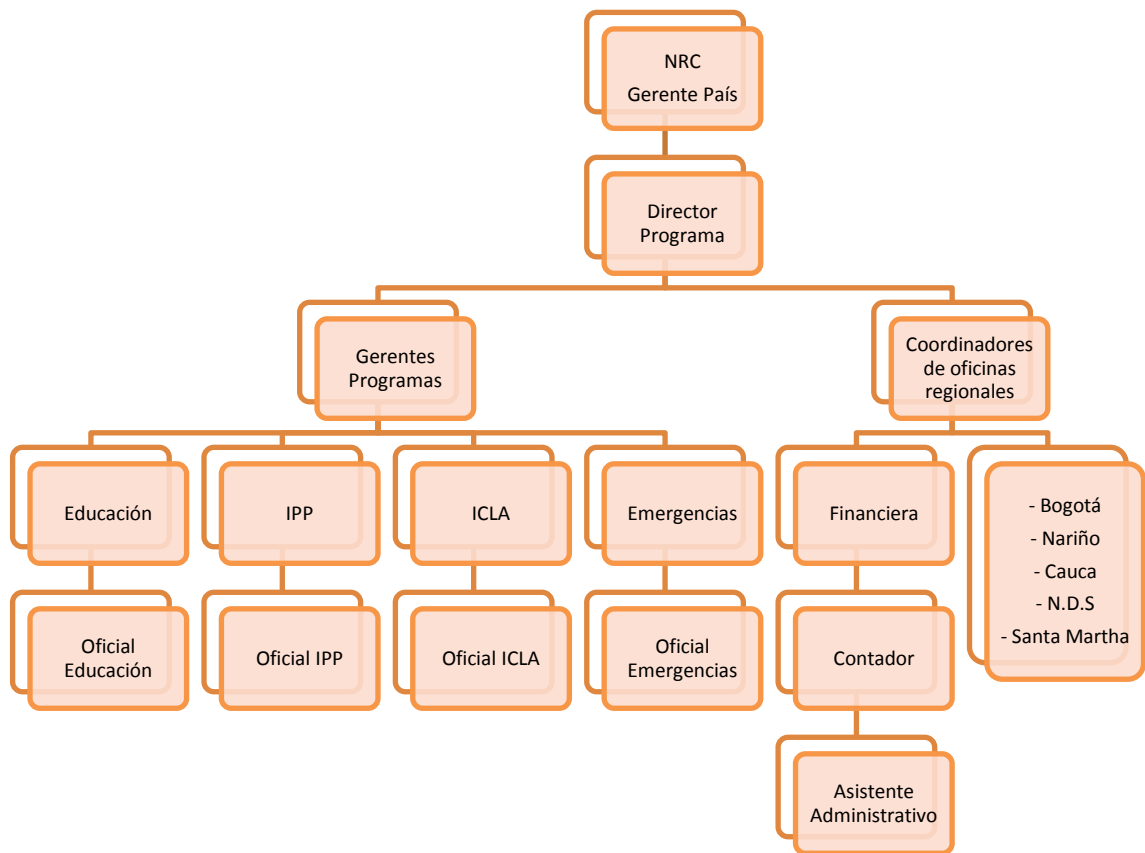 NRC
Gerente País
Director
Programa
Gerentes
Programas
Coordinadores
de oficinas
regionales
Educación
IPP
ICLA
Emergencias
Financiera
- Bogotá
- Nariño
- Cauca
- N.D.S
- Santa Martha
Oficial
Educación
Oficial IPP
Oficial ICLA
Oficial
Emergencias
Contador
Asistente
Administrativo